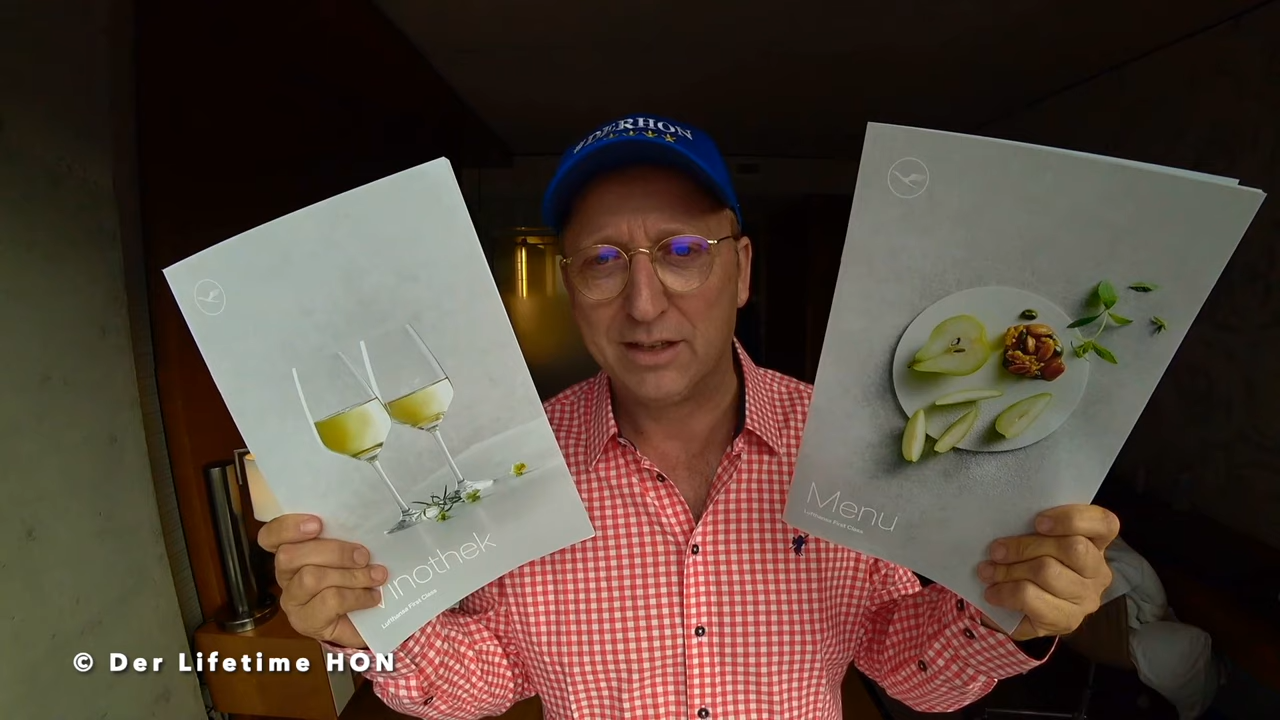 #DERHON
Vinothek
Lufthansa First Class
Menu
Lufthansa First Class
© Der Lifetime HON